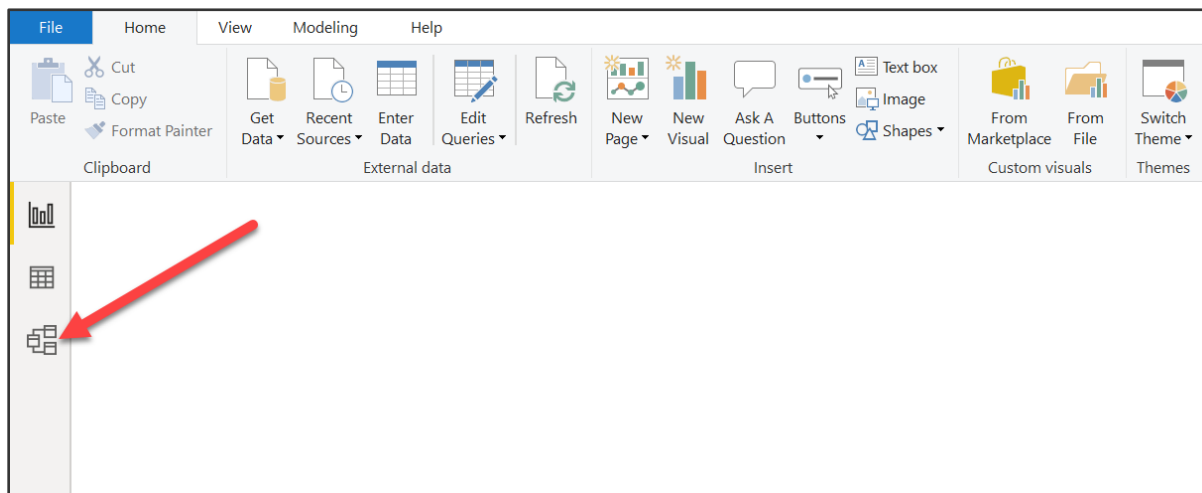 File Home View Modeling Help
Paste
Cut
Copy
Format Painter
Clipboard
Get Data
Recent Sources
Enter Data
Edit Queries
Refresh
External data
New Page
New Visual
Ask A Question
Buttons
Text box
Image
Shapes
Insert
From Marketplace
From File
Custom visuals
Switch Theme
Themes